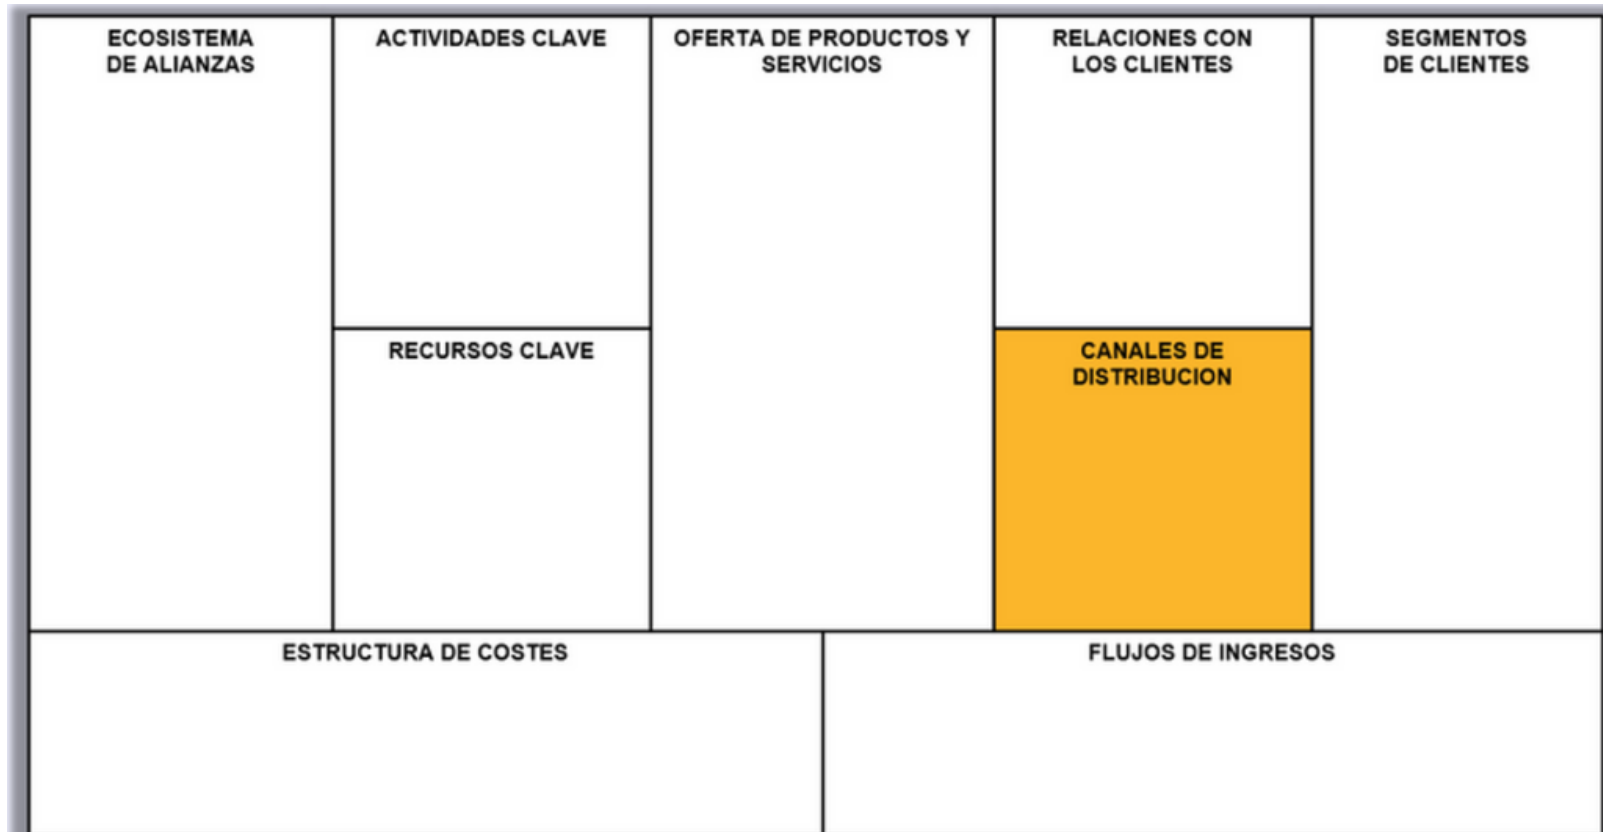 ECOSISTEMA
DE ALIANZAS
ACTIVIDADES CLAVE
OFERTA DE PRODUCTOS Y
SERVICIOS
RELACIONES CON
LOS CLIENTES
SEGMENTOS
DE CLIENTES
RECURSOS CLAVE
CANALES DE
DISTRIBUCION
ESTRUCTURA DE COSTES
FLUJOS DE INGRESOS